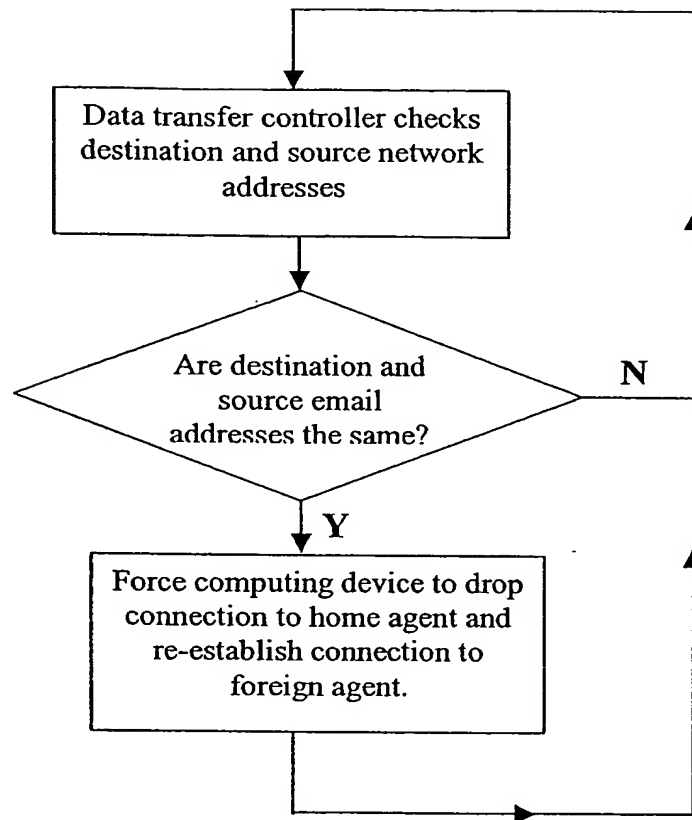 Data transfer controller checks
destination and source network
addresses
Are destination and
source email
addresses the same?
N
Y
Force computing device to drop
connection to home agent and
re-establish connection to
foreign agent.